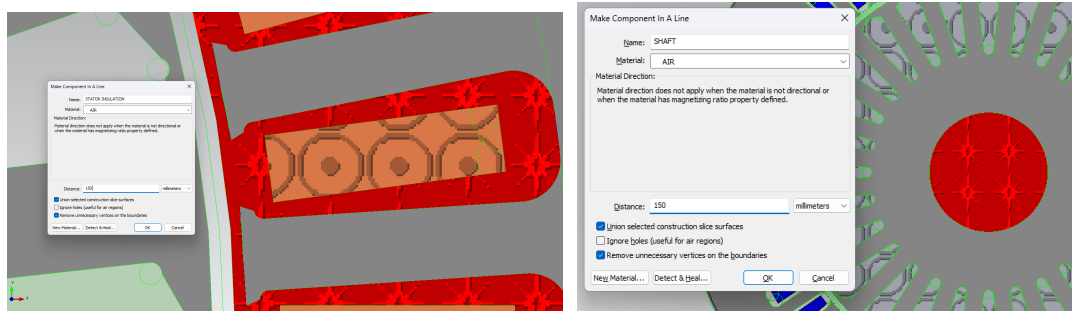 Make Component In A Line
Name: STATOR INSULATION
Material: AIR
Material Direction:
Material direction does not apply when the material is not directional or
when the material has magnetizing ratio property defined.
Distance: 150 millimeters
Union selected construction slice surfaces
Ignore holes (useful for air regions)
Remove unnecessary vertices on the boundaries
New Material... Detect & Heal... OK Cancel
Make Component In A Line
Name: SHAFT
Material: AIR
Material Direction:
Material direction does not apply when the material is not directional or
when the material has magnetizing ratio property defined.
Distance: 150 millimeters
Union selected construction slice surfaces
Ignore holes (useful for air regions)
Remove unnecessary vertices on the boundaries
New Material... Detect & Heal... OK Cancel